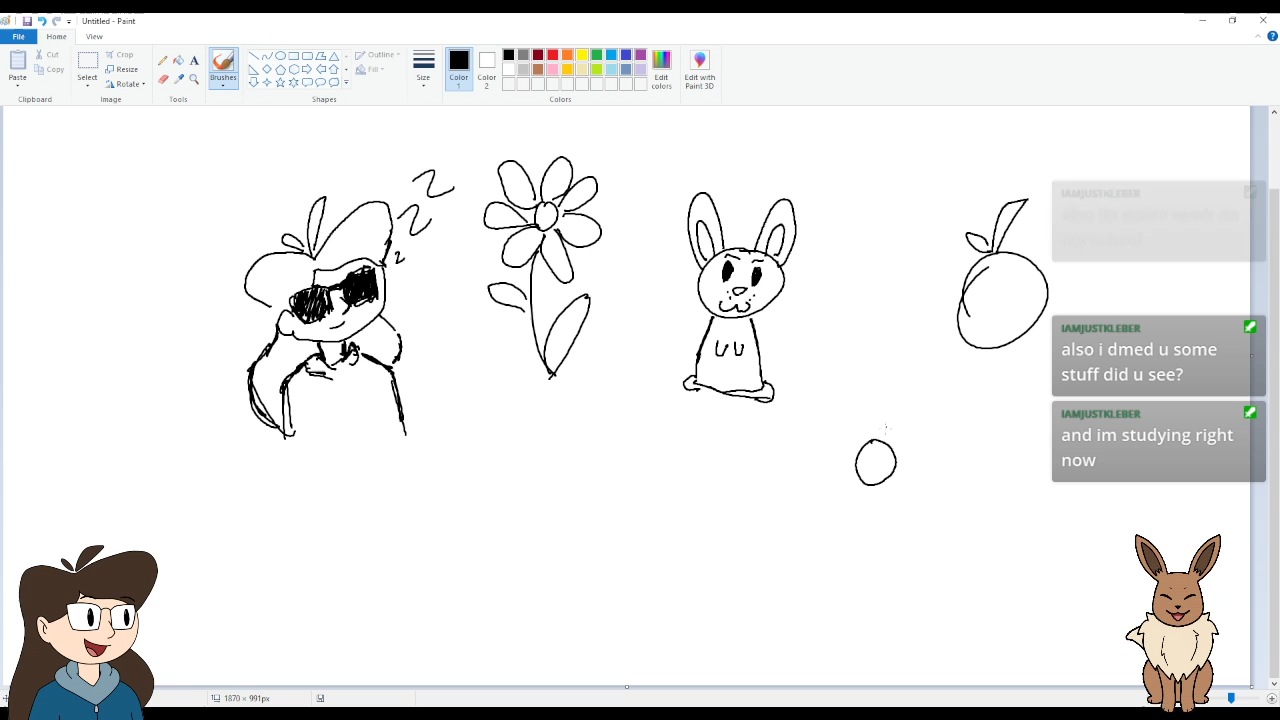 Untitled - Paint
File
Home
View
Paste
Cut
Copy
Clipboard
Select
Crop
Resize
Rotate
Image
A
Tools
Brushes
Outline
Fill
Shapes
Size
Color 1
Color 2
Edit colors
Colors
Edit with Paint 3D
Z
Z
z
IAMJUSTKLEBER
IAMJUSTKLEBER
also i dmed u some
stuff did u see?
IAMJUSTKLEBER
and im studying right
now
1870 × 991px